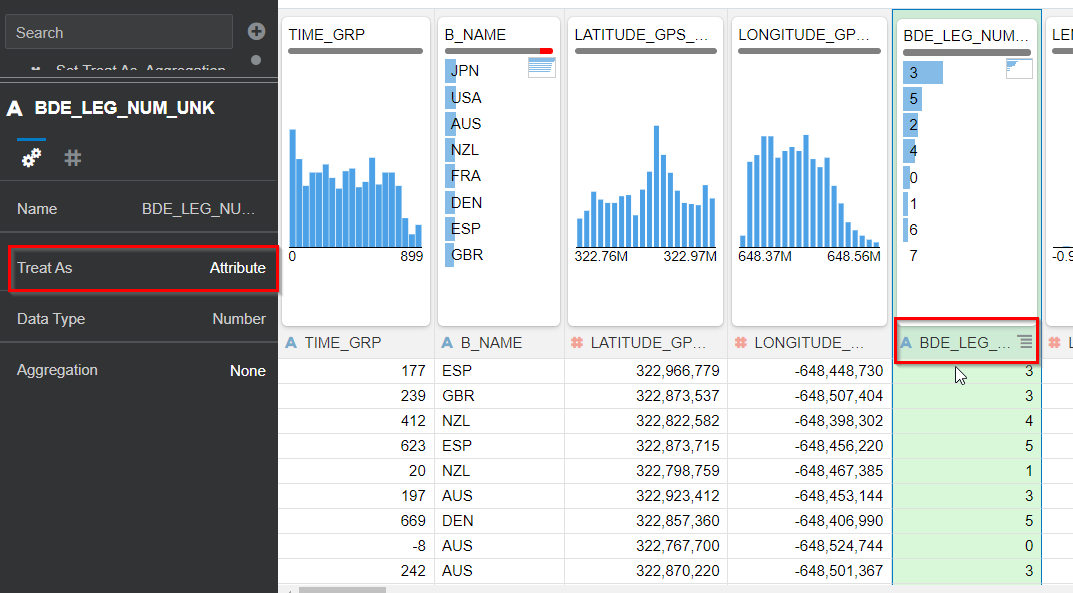 Search
Set Treat As, Aggregation
A BDE_LEG_NUM_UNK
Name BDE_LEG_NU...
Treat As Attribute
Data Type Number
Aggregation None
TIME_GRP
0 899
B_NAME
JPN
USA
AUS
NZL
FRA
DEN
ESP
GBR
LATITUDE_GPS_...
322.76M 322.97M
LONGITUDE_GP...
648.37M 648.56M
BDE_LEG_NUM...
3
5
2
4
0
1
6
7
LE
-0.9
A TIME_GRP A B_NAME # LATITUDE_GP... # LONGITUDE_... A BDE_LEG_... # L
177 ESP 322,966,779 -648,448,730 3
239 GBR 322,873,537 -648,507,404 3
412 NZL 322,822,582 -648,398,302 4
623 ESP 322,873,715 -648,456,220 5
20 NZL 322,798,759 -648,467,385 1
197 AUS 322,923,412 -648,453,144 3
669 DEN 322,857,360 -648,406,990 5
-8 AUS 322,767,700 -648,524,744 0
242 AUS 322,870,220 -648,501,367 3